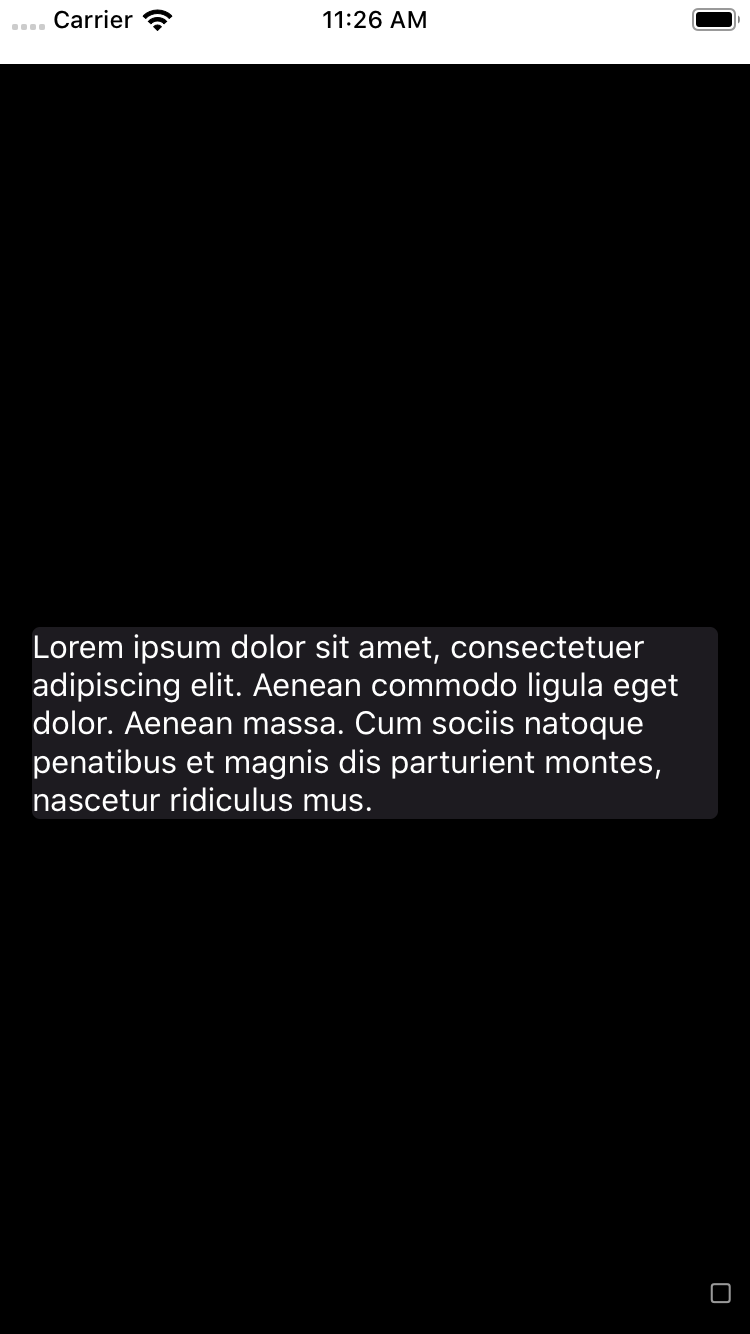 Carrier 11:26 AM
Lorem ipsum dolor sit amet, consectetuer
adipiscing elit. Aenean commodo ligula eget
dolor. Aenean massa. Cum sociis natoque
penatibus et magnis dis parturient montes,
nascetur ridiculus mus.